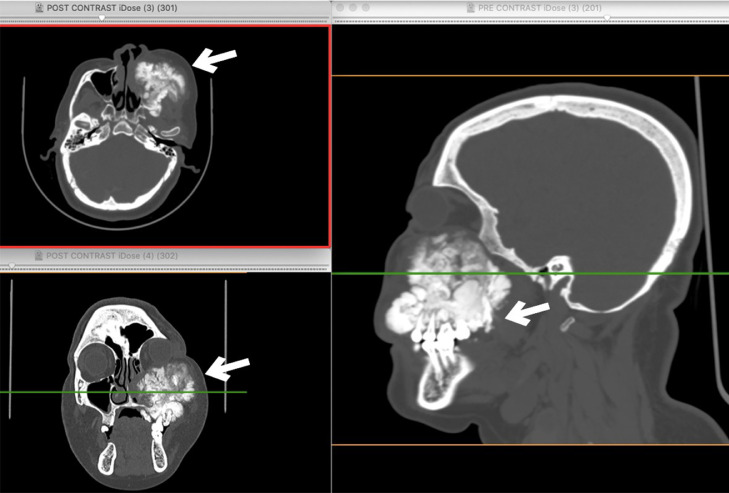 POST CONTRAST iDose (3) (301)
PRE CONTRAST iDose (3) (201)
POST CONTRAST iDose (4) (302)